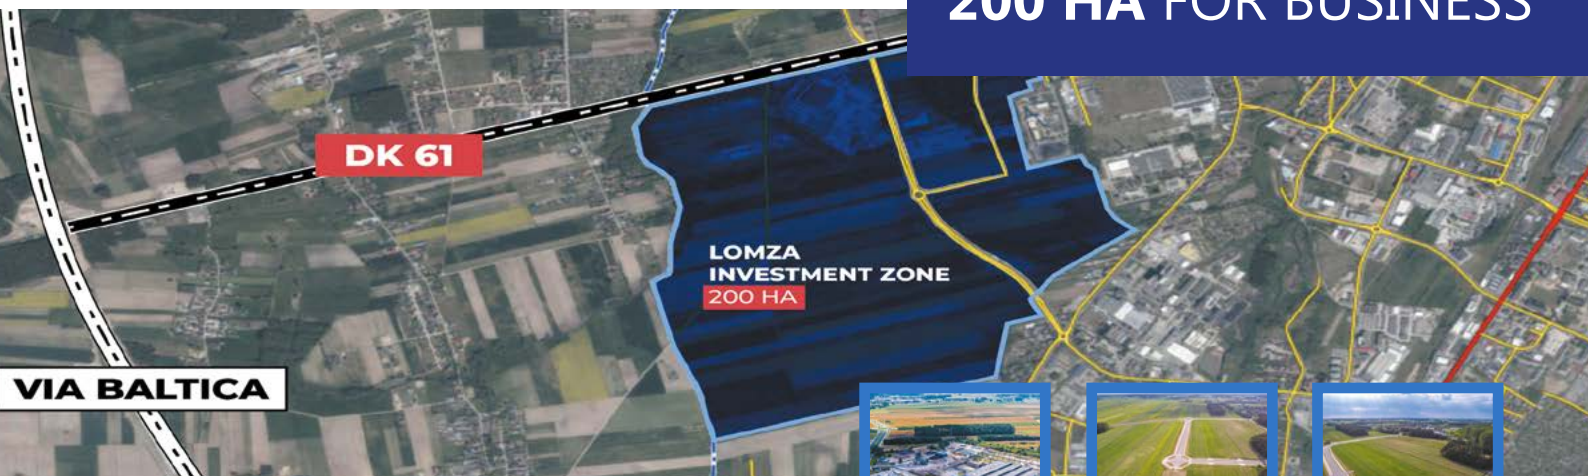 200 HA FOR BUSINESS
DK 61
LOMZA
INVESTMENT ZONE
200 HA
VIA BALTICA